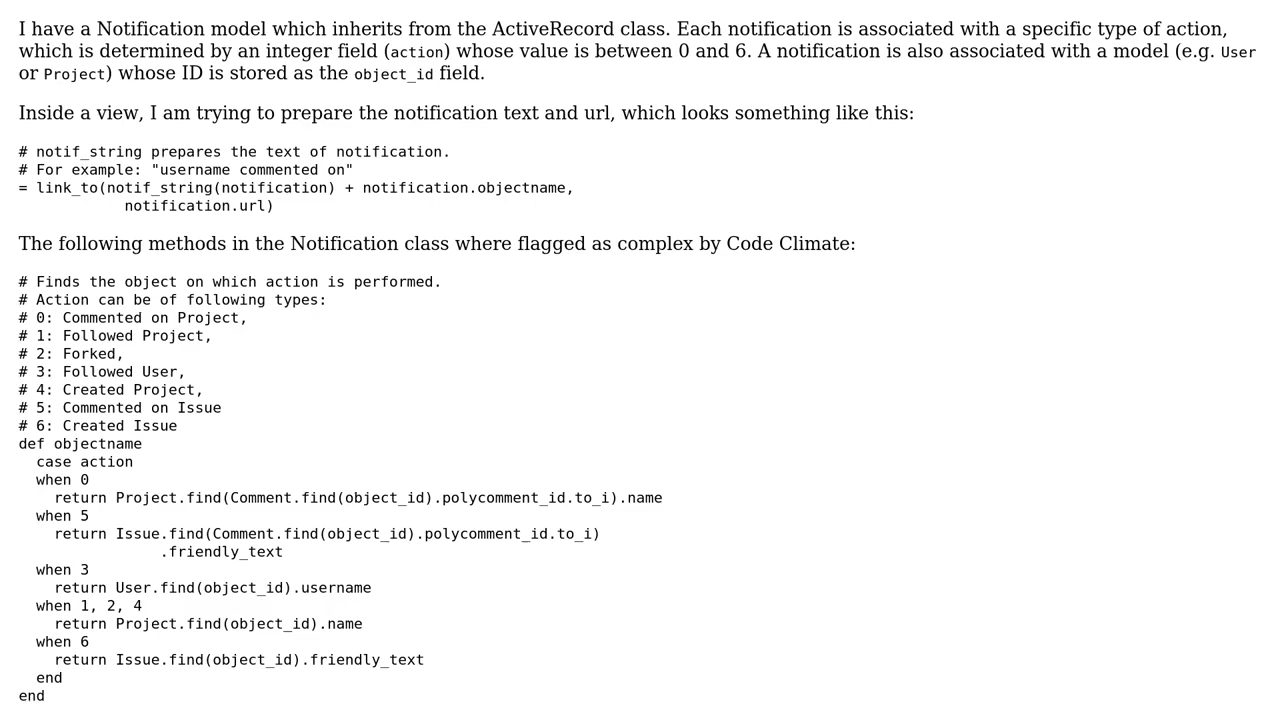 I have a Notification model which inherits from the ActiveRecord class. Each notification is associated with a specific type of action,
which is determined by an integer field (action) whose value is between 0 and 6. A notification is also associated with a model (e.g. User
or Project) whose ID is stored as the object_id field.
Inside a view, I am trying to prepare the notification text and url, which looks something like this:
# notif_string prepares the text of notification.
# For example: "username commented on"
= link_to(notif_string(notification) + notification.objectname,
            notification.url)
The following methods in the Notification class where flagged as complex by Code Climate:
# Finds the object on which action is performed.
# Action can be of following types:
# 0: Commented on Project,
# 1: Followed Project,
# 2: Forked,
# 3: Followed User,
# 4: Created Project,
# 5: Commented on Issue
# 6: Created Issue
def objectname
  case action
  when 0
    return Project.find(Comment.find(object_id).polycomment_id.to_i).name
  when 5
    return Issue.find(Comment.find(object_id).polycomment_id.to_i)
                .friendly_text
  when 3
    return User.find(object_id).username
  when 1, 2, 4
    return Project.find(object_id).name
  when 6
    return Issue.find(object_id).friendly_text
  end
end